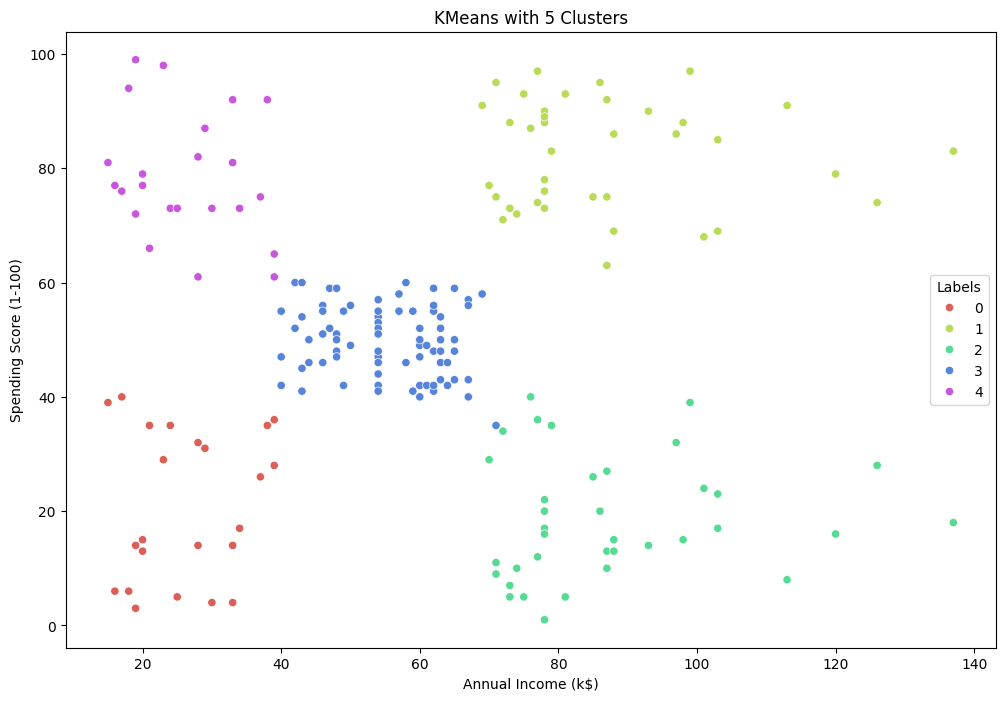 KMeans with 5 Clusters
Spending Score (1-100)
100
80
60
40
20
0
Labels
0
1
2
3
4
20 40 60 80 100 120 140
Annual Income (k$)